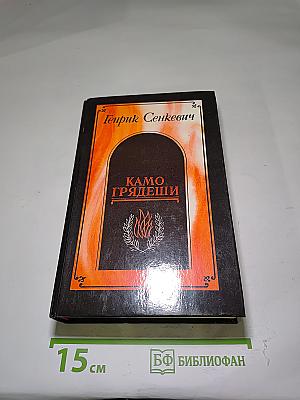 Генрик Сенкевич
КАМО
ГРЯДЕШИ
15 см
БФ БИБЛИОФАН